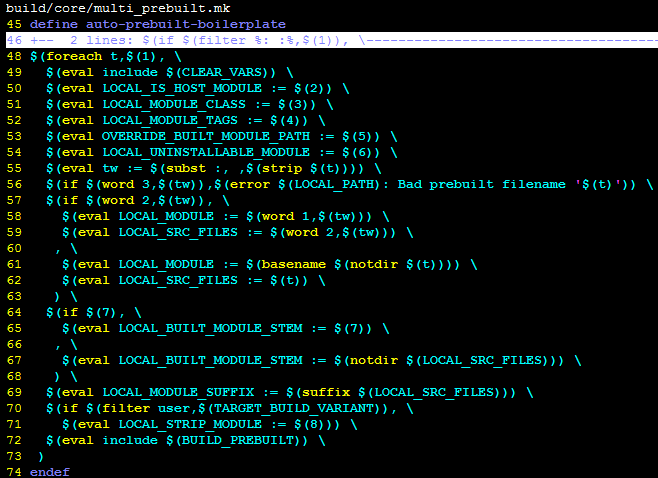 build/core/multi_prebuilt.mk
45 define auto-prebuilt-boilerplate
46 +--  2 lines: $(if $(filter %: :%,$(1)), \-------------------------------------
48 $(foreach t,$(1), \
49   $(eval include $(CLEAR_VARS)) \
50   $(eval LOCAL_IS_HOST_MODULE := $(2)) \
51   $(eval LOCAL_MODULE_CLASS := $(3)) \
52   $(eval LOCAL_MODULE_TAGS := $(4)) \
53   $(eval OVERRIDE_BUILT_MODULE_PATH := $(5)) \
54   $(eval LOCAL_UNINSTALLABLE_MODULE := $(6)) \
55   $(eval tw := $(subst :, ,$(strip $(t)))) \
56   $(if $(word 3,$(tw)),$(error $(LOCAL_PATH): Bad prebuilt filename '$(t)')) \
57   $(if $(word 2,$(tw)), \
58     $(eval LOCAL_MODULE := $(word 1,$(tw))) \
59     $(eval LOCAL_SRC_FILES := $(word 2,$(tw))) \
60    , \
61     $(eval LOCAL_MODULE := $(basename $(notdir $(t)))) \
62     $(eval LOCAL_SRC_FILES := $(t)) \
63    ) \
64   $(if $(7), \
65     $(eval LOCAL_BUILT_MODULE_STEM := $(7)) \
66    , \
67     $(eval LOCAL_BUILT_MODULE_STEM := $(notdir $(LOCAL_SRC_FILES))) \
68    ) \
69   $(eval LOCAL_MODULE_SUFFIX := $(suffix $(LOCAL_SRC_FILES))) \
70   $(if $(filter user,$(TARGET_BUILD_VARIANT)), \
71     $(eval LOCAL_STRIP_MODULE := $(8))) \
72   $(eval include $(BUILD_PREBUILT)) \
73  )
74 endef